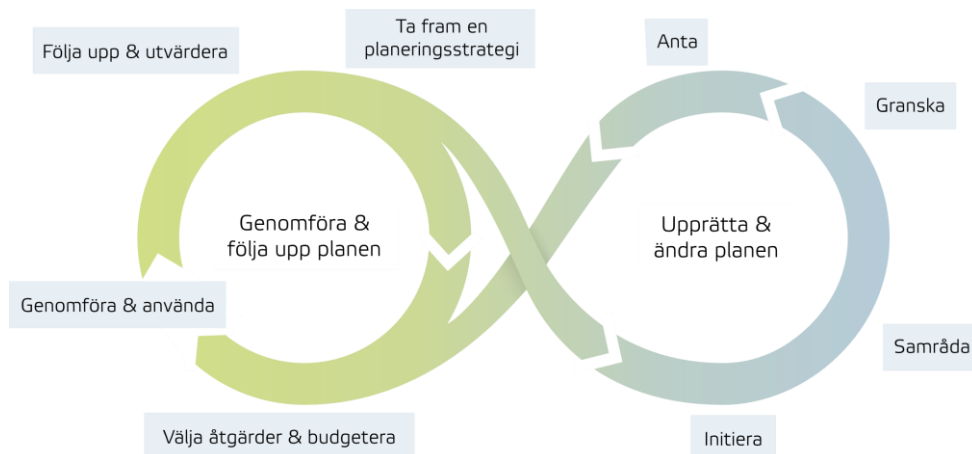 Ta fram en
planeringsstrategi
Följa upp & utvärdera
Anta
Granska
Genomföra &
följa upp planen
Upprätta &
ändra planen
Genomföra & använda
Samråda
Välja åtgärder & budgetera
Initiera